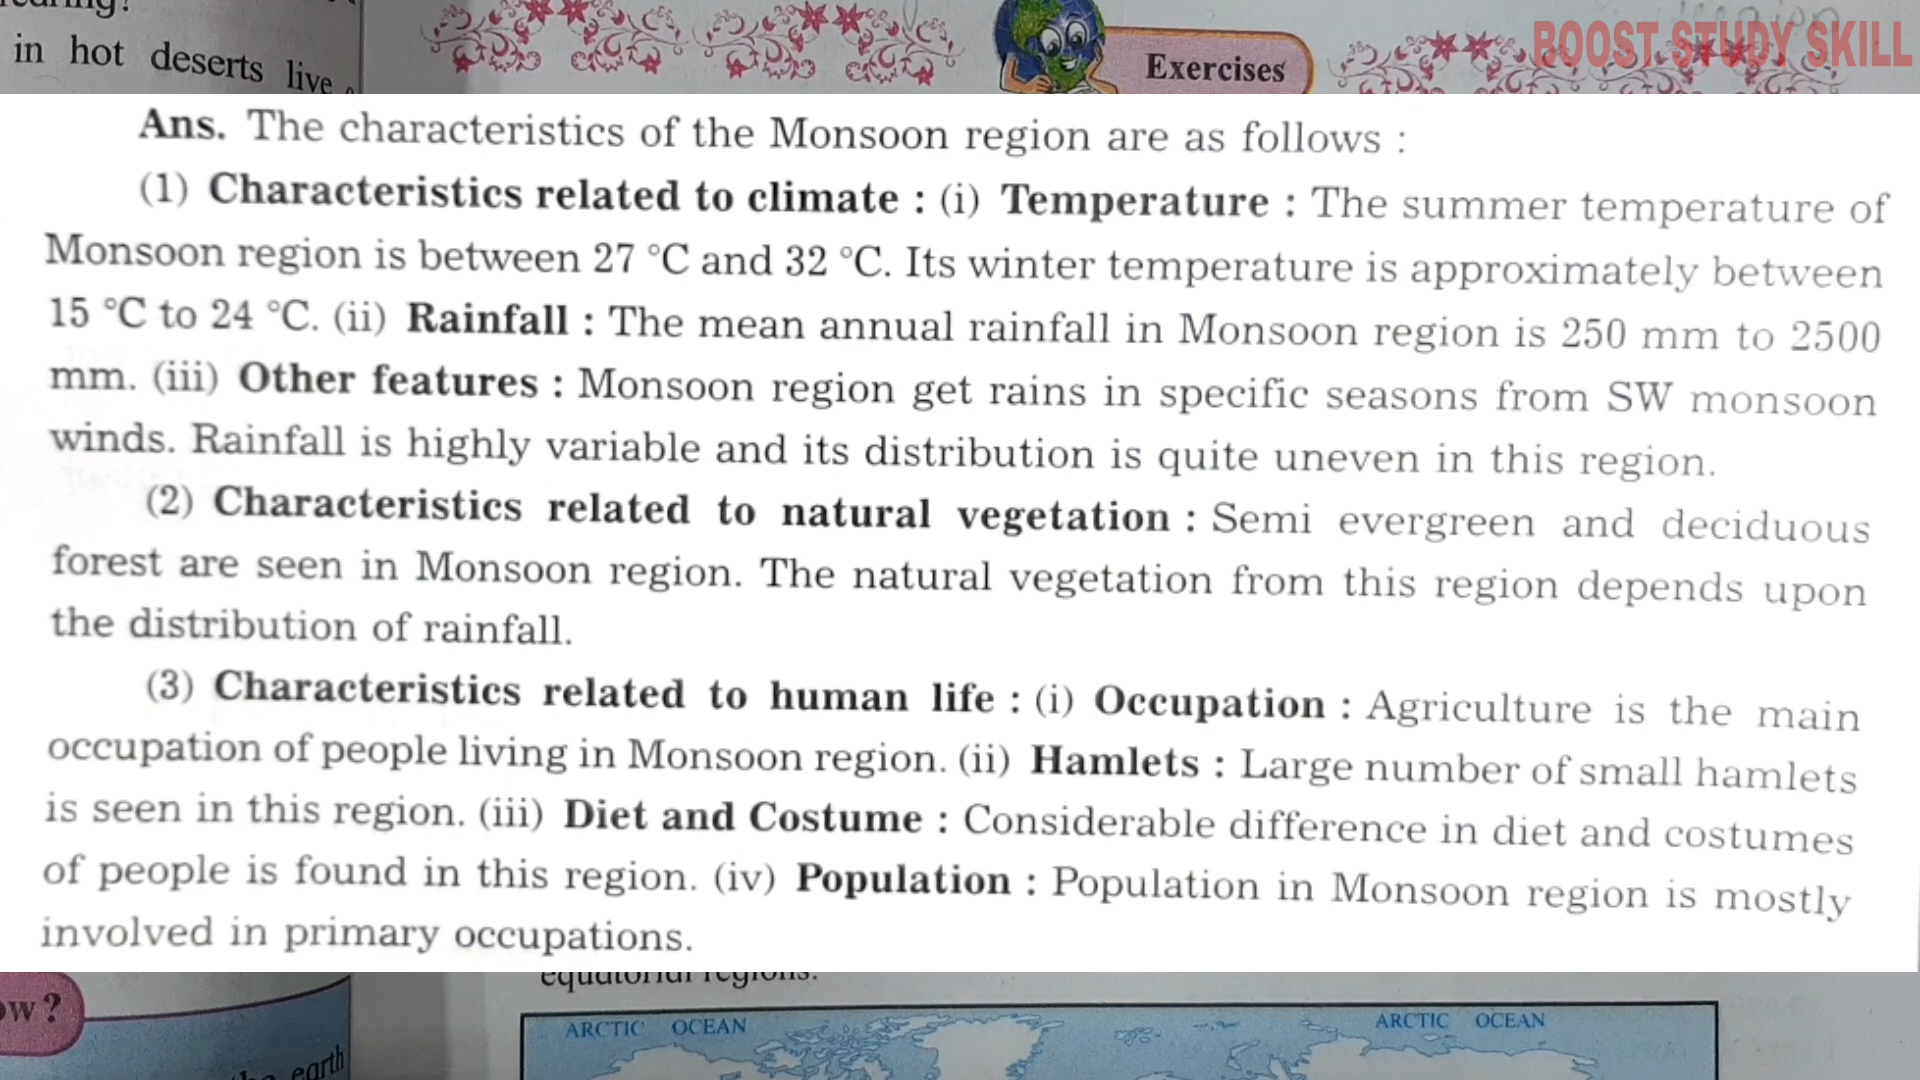 in hot deserts live
Exercises
BOOST STUDY SKILL
Ans. The characteristics of the Monsoon region are as follows :
(1) Characteristics related to climate : (i) Temperature : The summer temperature of
Monsoon region is between 27 °C and 32 °C. Its winter temperature is approximately between
15 °C to 24 °C. (ii) Rainfall : The mean annual rainfall in Monsoon region is 250 mm to 2500
mm. (iii) Other features : Monsoon region get rains in specific seasons from SW monsoon
winds. Rainfall is highly variable and its distribution is quite uneven in this region.
(2) Characteristics related to natural vegetation : Semi evergreen and deciduous
forest are seen in Monsoon region. The natural vegetation from this region depends upon
the distribution of rainfall.
(3) Characteristics related to human life : (i) Occupation : Agriculture is the main
occupation of people living in Monsoon region. (ii) Hamlets : Large number of small hamlets
is seen in this region. (iii) Diet and Costume : Considerable difference in diet and costumes
of people is found in this region. (iv) Population : Population in Monsoon region is mostly
involved in primary occupations.
equatorial regions.
ow?
ARCTIC OCEAN
ARCTIC OCEAN
earth